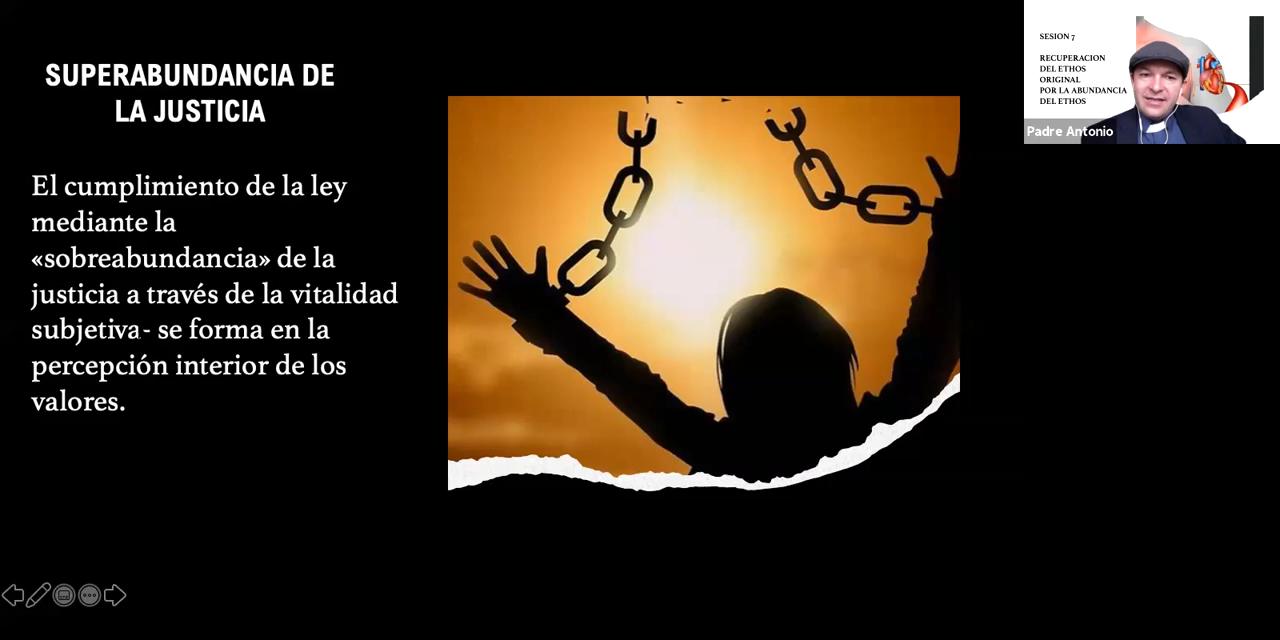 SUPERABUNDANCIA DE
LA JUSTICIA
El cumplimiento de la ley
mediante la
«sobreabundancia» de la
justicia a través de la vitalidad
subjetiva- se forma en la
percepción interior de los
valores.
SESION 7
RECUPERACION
DEL ETHOS
ORIGINAL
POR LA ABUNDANCIA
DEL ETHOS
Padre Antonio